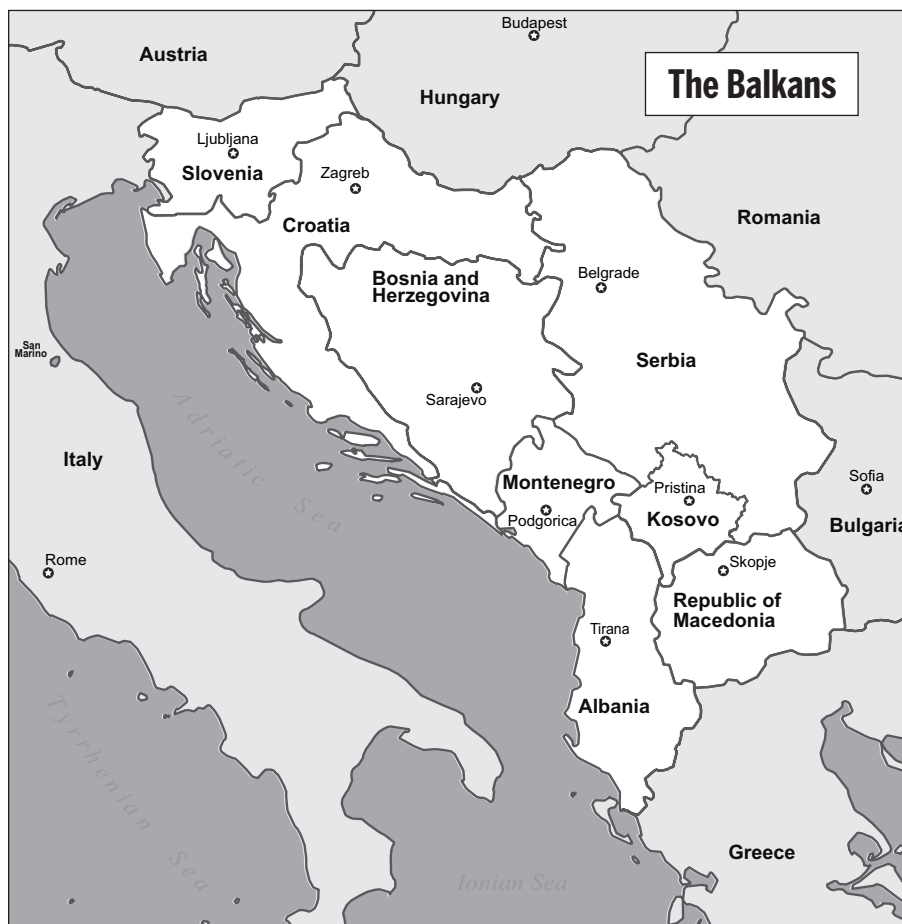 Budapest
Austria
The Balkans
Hungary
Ljubljana
Slovenia
Zagreb
Romania
Croatia
Bosnia and
Herzegovina
Belgrade
San
Marino
Serbia
Sarajevo
Adriatic Sea
Italy
Montenegro
Pristina
Sofia
Podgorica
Kosovo
Bulgaria
Rome
Skopje
Republic of
Macedonia
Tirana
Albania
Tyrrhenian Sea
Greece
Ionian Sea